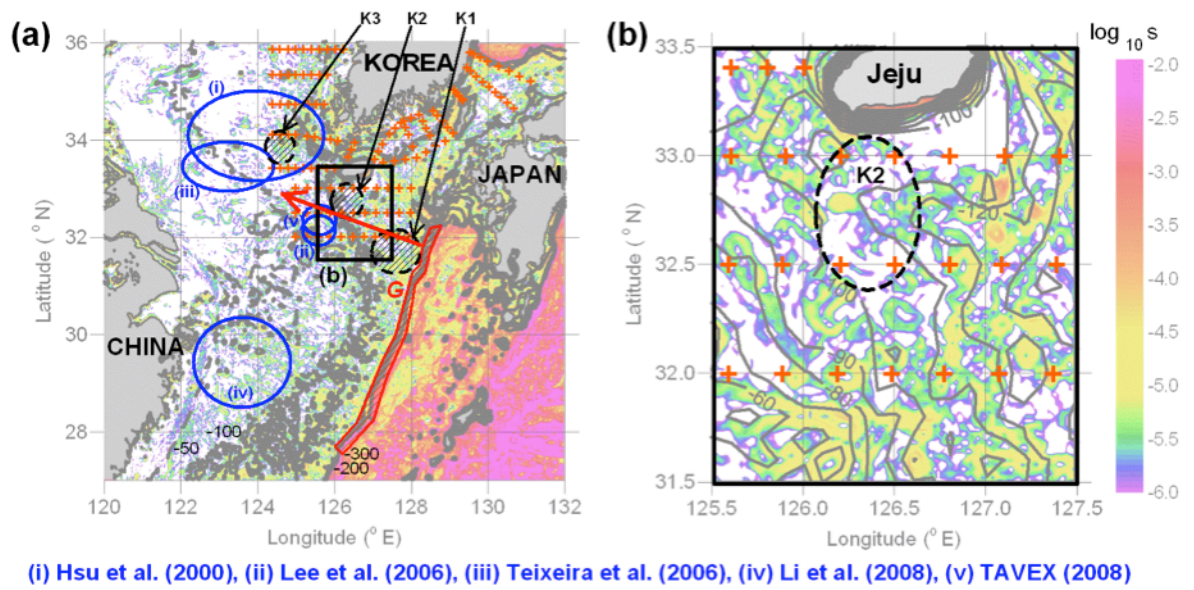 (a)
K3 K2 K1
36
34
32
30
28
KOREA
JAPAN
CHINA
(i)
(iii)
(v)
(ii)
(b)
G
(iv)
-50
-100
-300
-200
120 122 124 126 128 130 132
Longitude (° E)
Latitude (° N)
(b)
33.5
33.0
32.5
32.0
31.5
Jeju
100
K2
-120
-90
-80
-60
125.5 126.0 126.5 127.0 127.5
Longitude (° E)
Latitude (° N)
log 10 s
-2.0
-3.0
-4.0
-4.5
-5.0
-5.5
-6.0
(i) Hsu et al. (2000), (ii) Lee et al. (2006), (iii) Teixeira et al. (2006), (iv) Li et al. (2008), (v) TAVEX (2008)